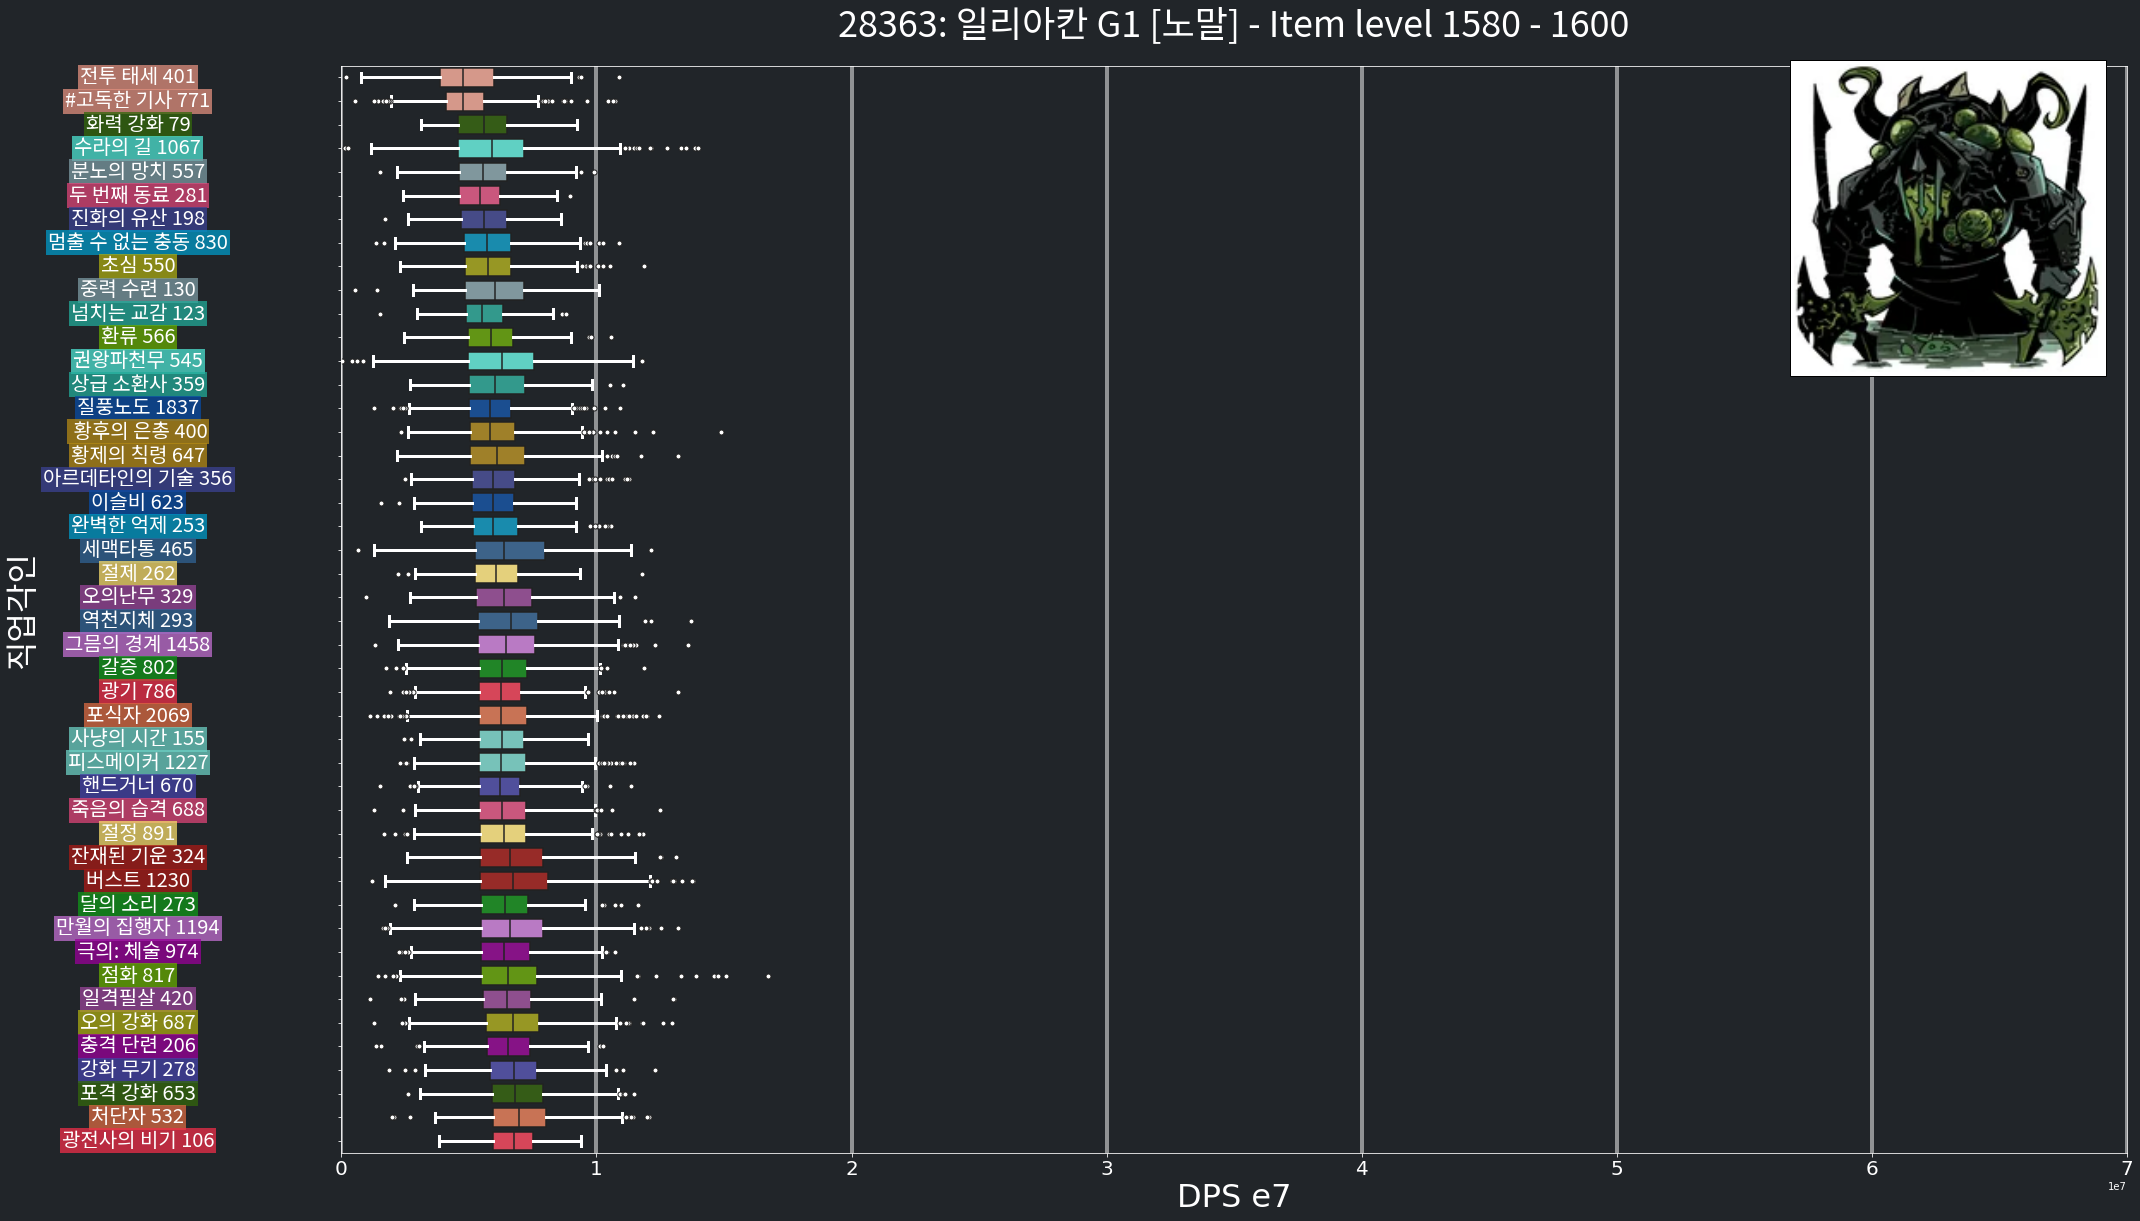 28363: 일리아칸 G1 [노말] - Item level 1580 - 1600
전투 태세 401
#고독한 기사 771
화력 강화 79
수라의 길 1067
분노의 망치 557
두 번째 동료 281
진화의 유산 198
멈출 수 없는 충동 830
초심 550
중력 수련 130
넘치는 교감 123
환류 566
권왕파천무 545
상급 소환사 359
질풍노도 1837
황후의 은총 400
황제의 칙령 647
아르데타인의 기술 356
이슬비 623
완벽한 억제 253
세맥타통 465
절제 262
오의난무 329
역천지체 293
그믐의 경계 1458
갈증 802
광기 786
포식자 2069
사냥의 시간 155
피스메이커 1227
핸드거너 670
죽음의 습격 688
절정 891
잔재된 기운 324
버스트 1230
달의 소리 273
만월의 집행자 1194
극의: 체술 974
점화 817
일격필살 420
오의 강화 687
충격 단련 206
강화 무기 278
포격 강화 653
처단자 532
광전사의 비기 106
직업각인
0 1 2 3 4 5 6 7
1e7
DPS e7